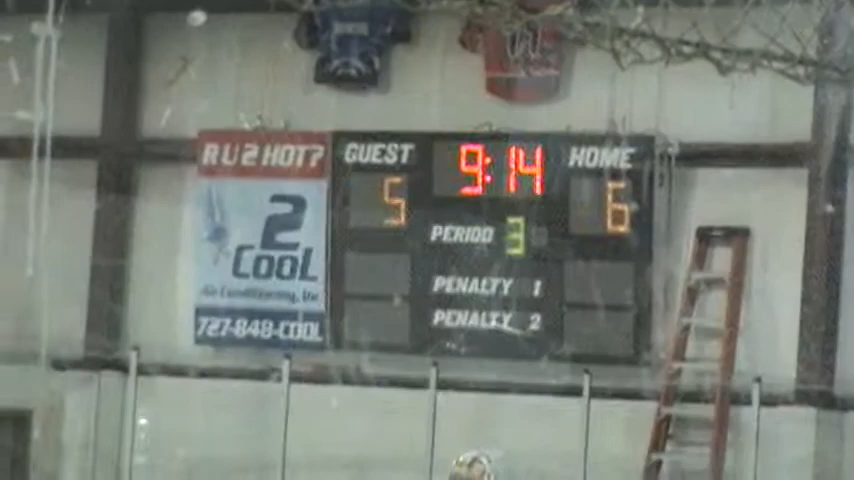 R U 2 HOT?
2
COOL
Air Conditioning, Inc
727-848-COOL
GUEST 9:14 HOME
5 6
PERIOD 3
PENALTY 1
PENALTY 2